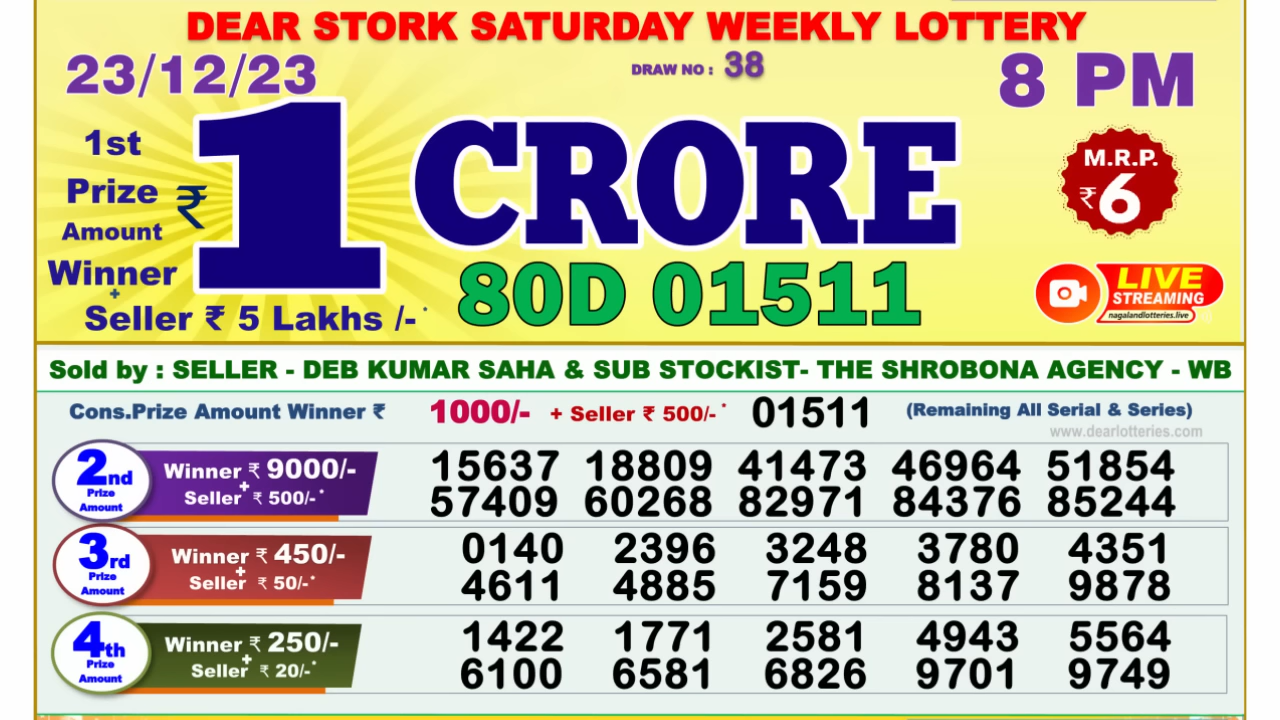 DEAR STORK SATURDAY WEEKLY LOTTERY
23/12/23
DRAW NO : 38
8 PM
1st
Prize
Amount
Winner
+
Seller ₹ 5 Lakhs /-*
₹ 1 CRORE
80D 01511
M.R.P.
₹6
LIVE
STREAMING
nagalandlotteries.live
Sold by : SELLER - DEB KUMAR SAHA & SUB STOCKIST- THE SHROBONA AGENCY - WB
Cons.Prize Amount Winner ₹ 1000/- + Seller ₹ 500/-* 01511 (Remaining All Serial & Series)
www.dearlotteries.com
2nd
Prize
Amount
Winner ₹ 9000/-
+
Seller ₹ 500/-*
15637 18809 41473 46964 51854
57409 60268 82971 84376 85244
3rd
Prize
Amount
Winner ₹ 450/-
+
Seller ₹ 50/-*
0140 2396 3248 3780 4351
4611 4885 7159 8137 9878
4th
Prize
Amount
Winner ₹ 250/-
+
Seller ₹ 20/-*
1422 1771 2581 4943 5564
6100 6581 6826 9701 9749